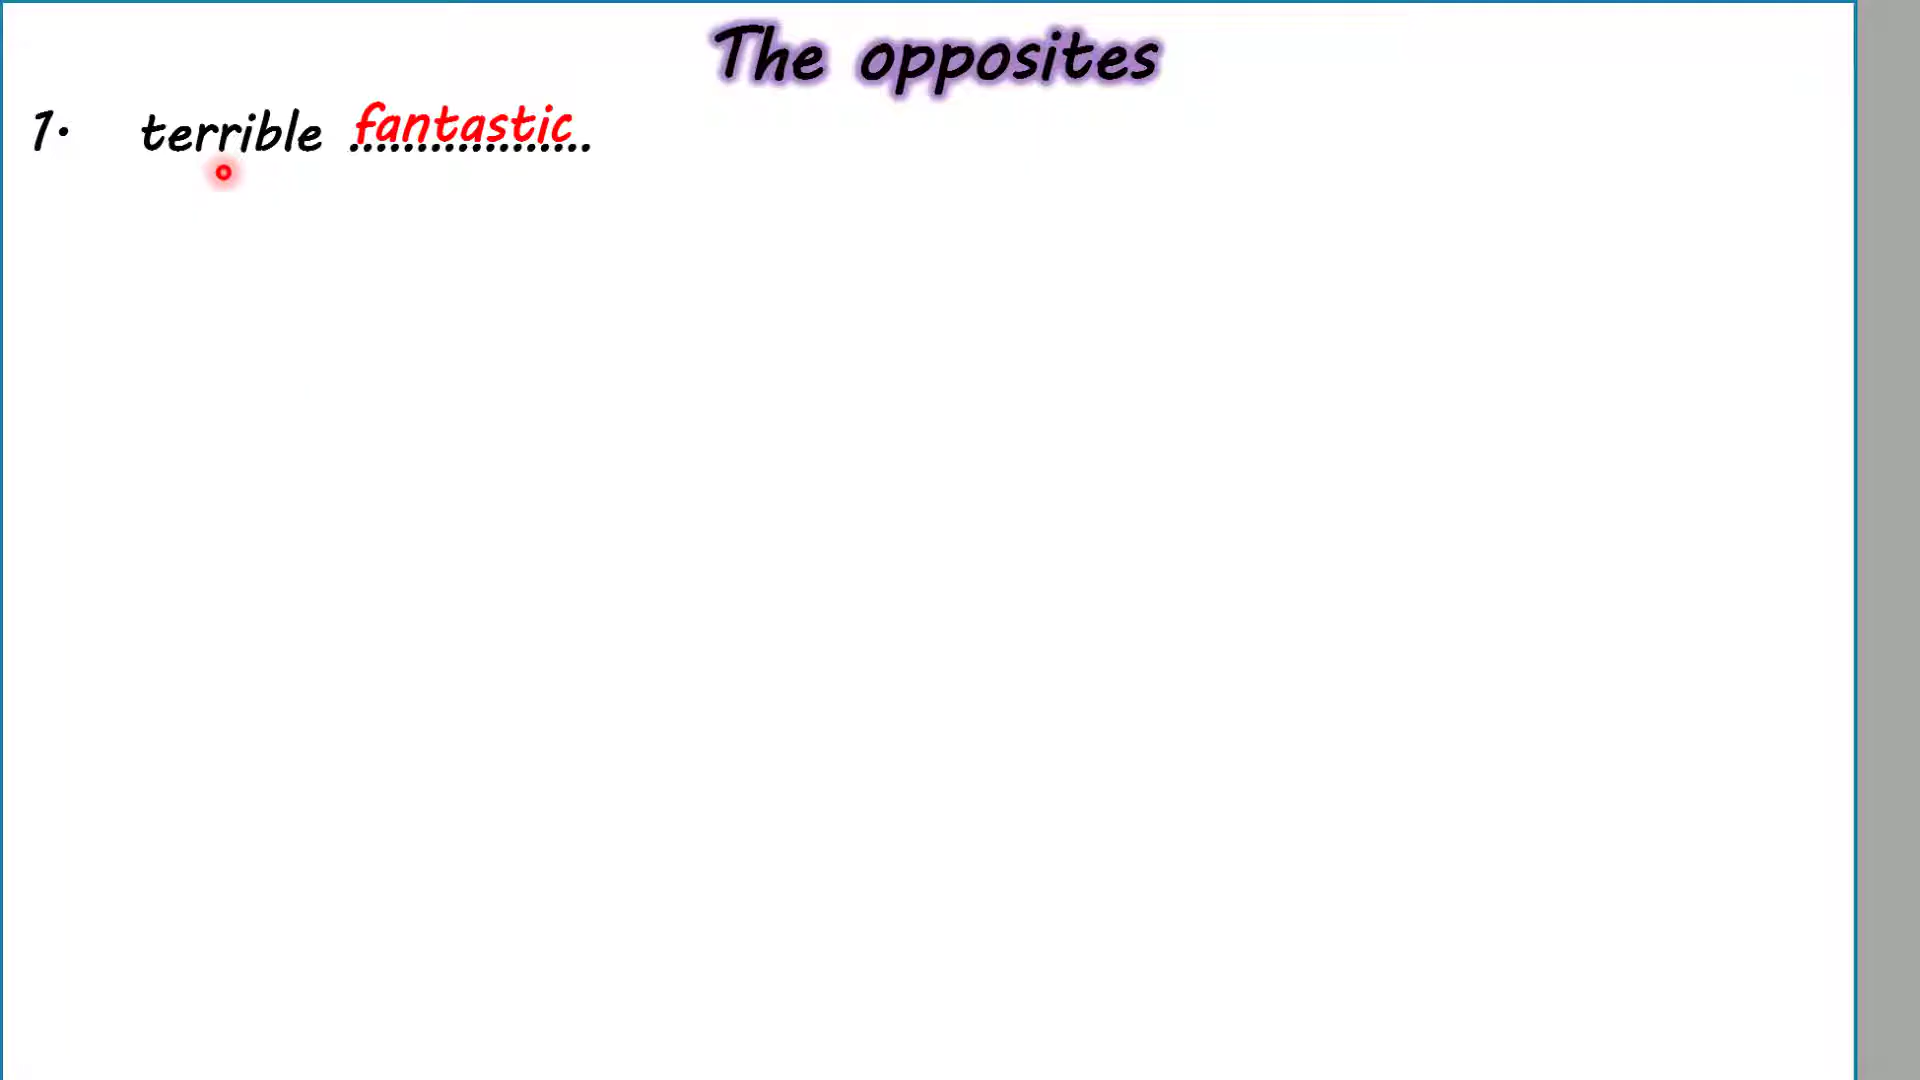 The opposites
1. terrible fantastic.................